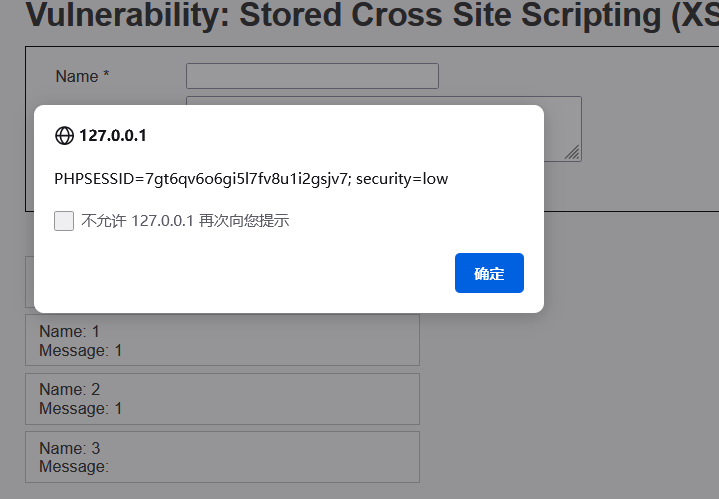 Vulnerability: Stored Cross Site Scripting (XS
Name *
127.0.0.1
PHPSESSID=7gt6qv6o6gi5l7fv8u1i2gsjv7; security=low
不允许 127.0.0.1 再次向您提示
确定
Name: 1
Message: 1
Name: 2
Message: 1
Name: 3
Message: